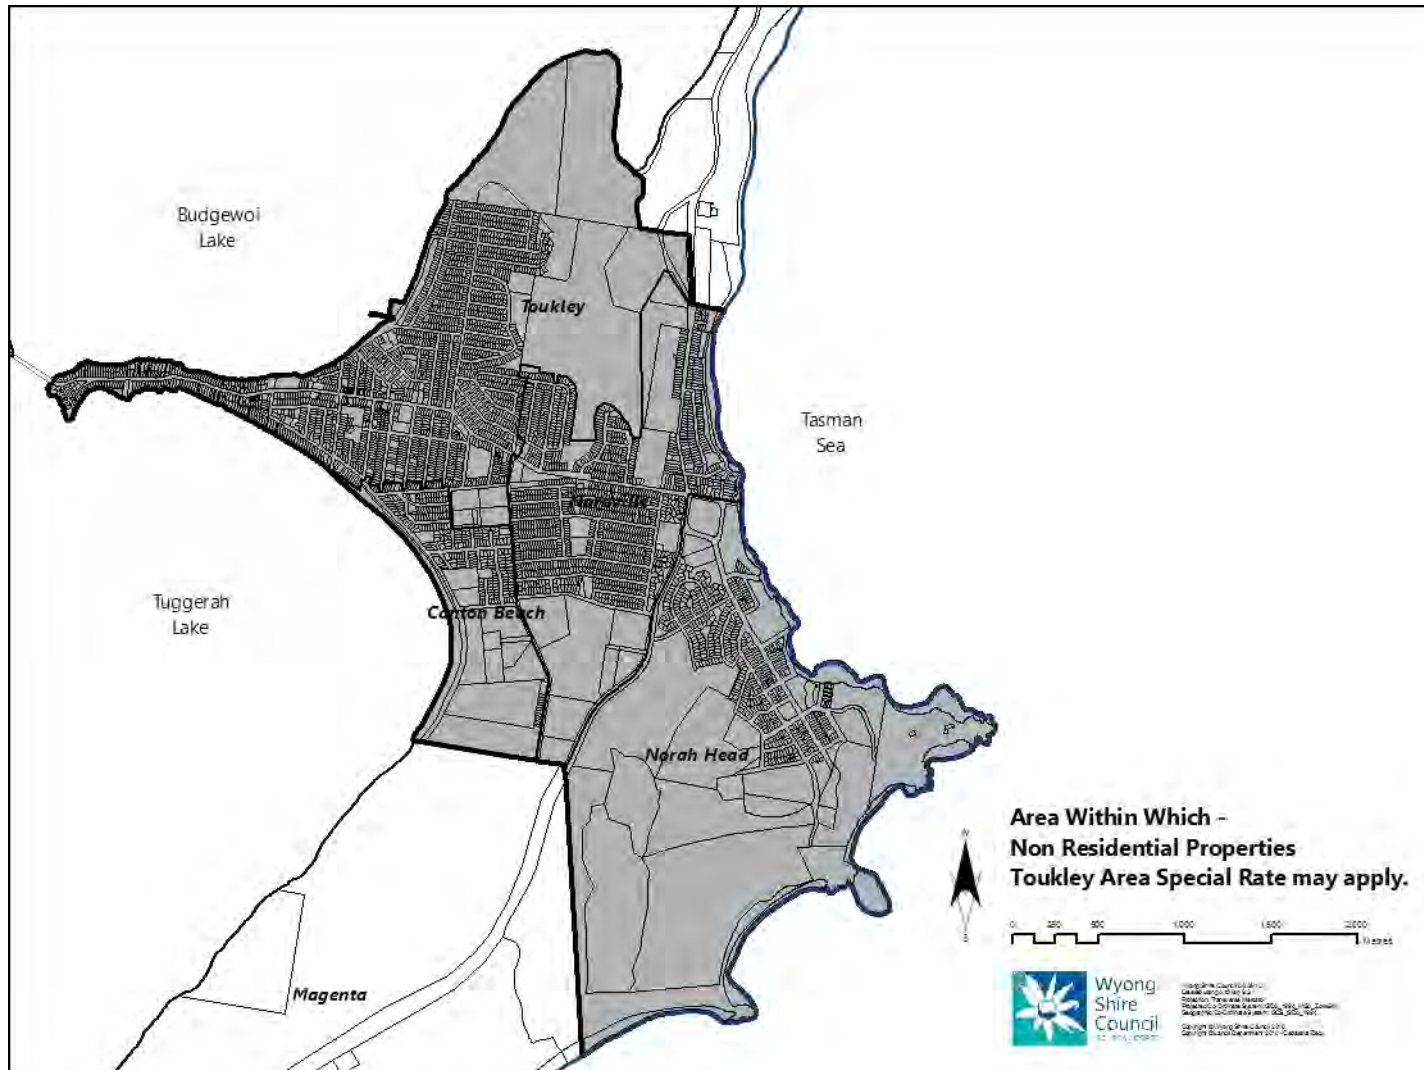 Budgewoi
Lake
Toukley
Tasman
Sea
Tuggerah
Lake
Canton Beach
Norah Head
Magenta
Area Within Which -
Non Residential Properties
Toukley Area Special Rate may apply.
N
S
0 250 500 1,000 1,500 2,000
Metres
Wyong
Shire
Council